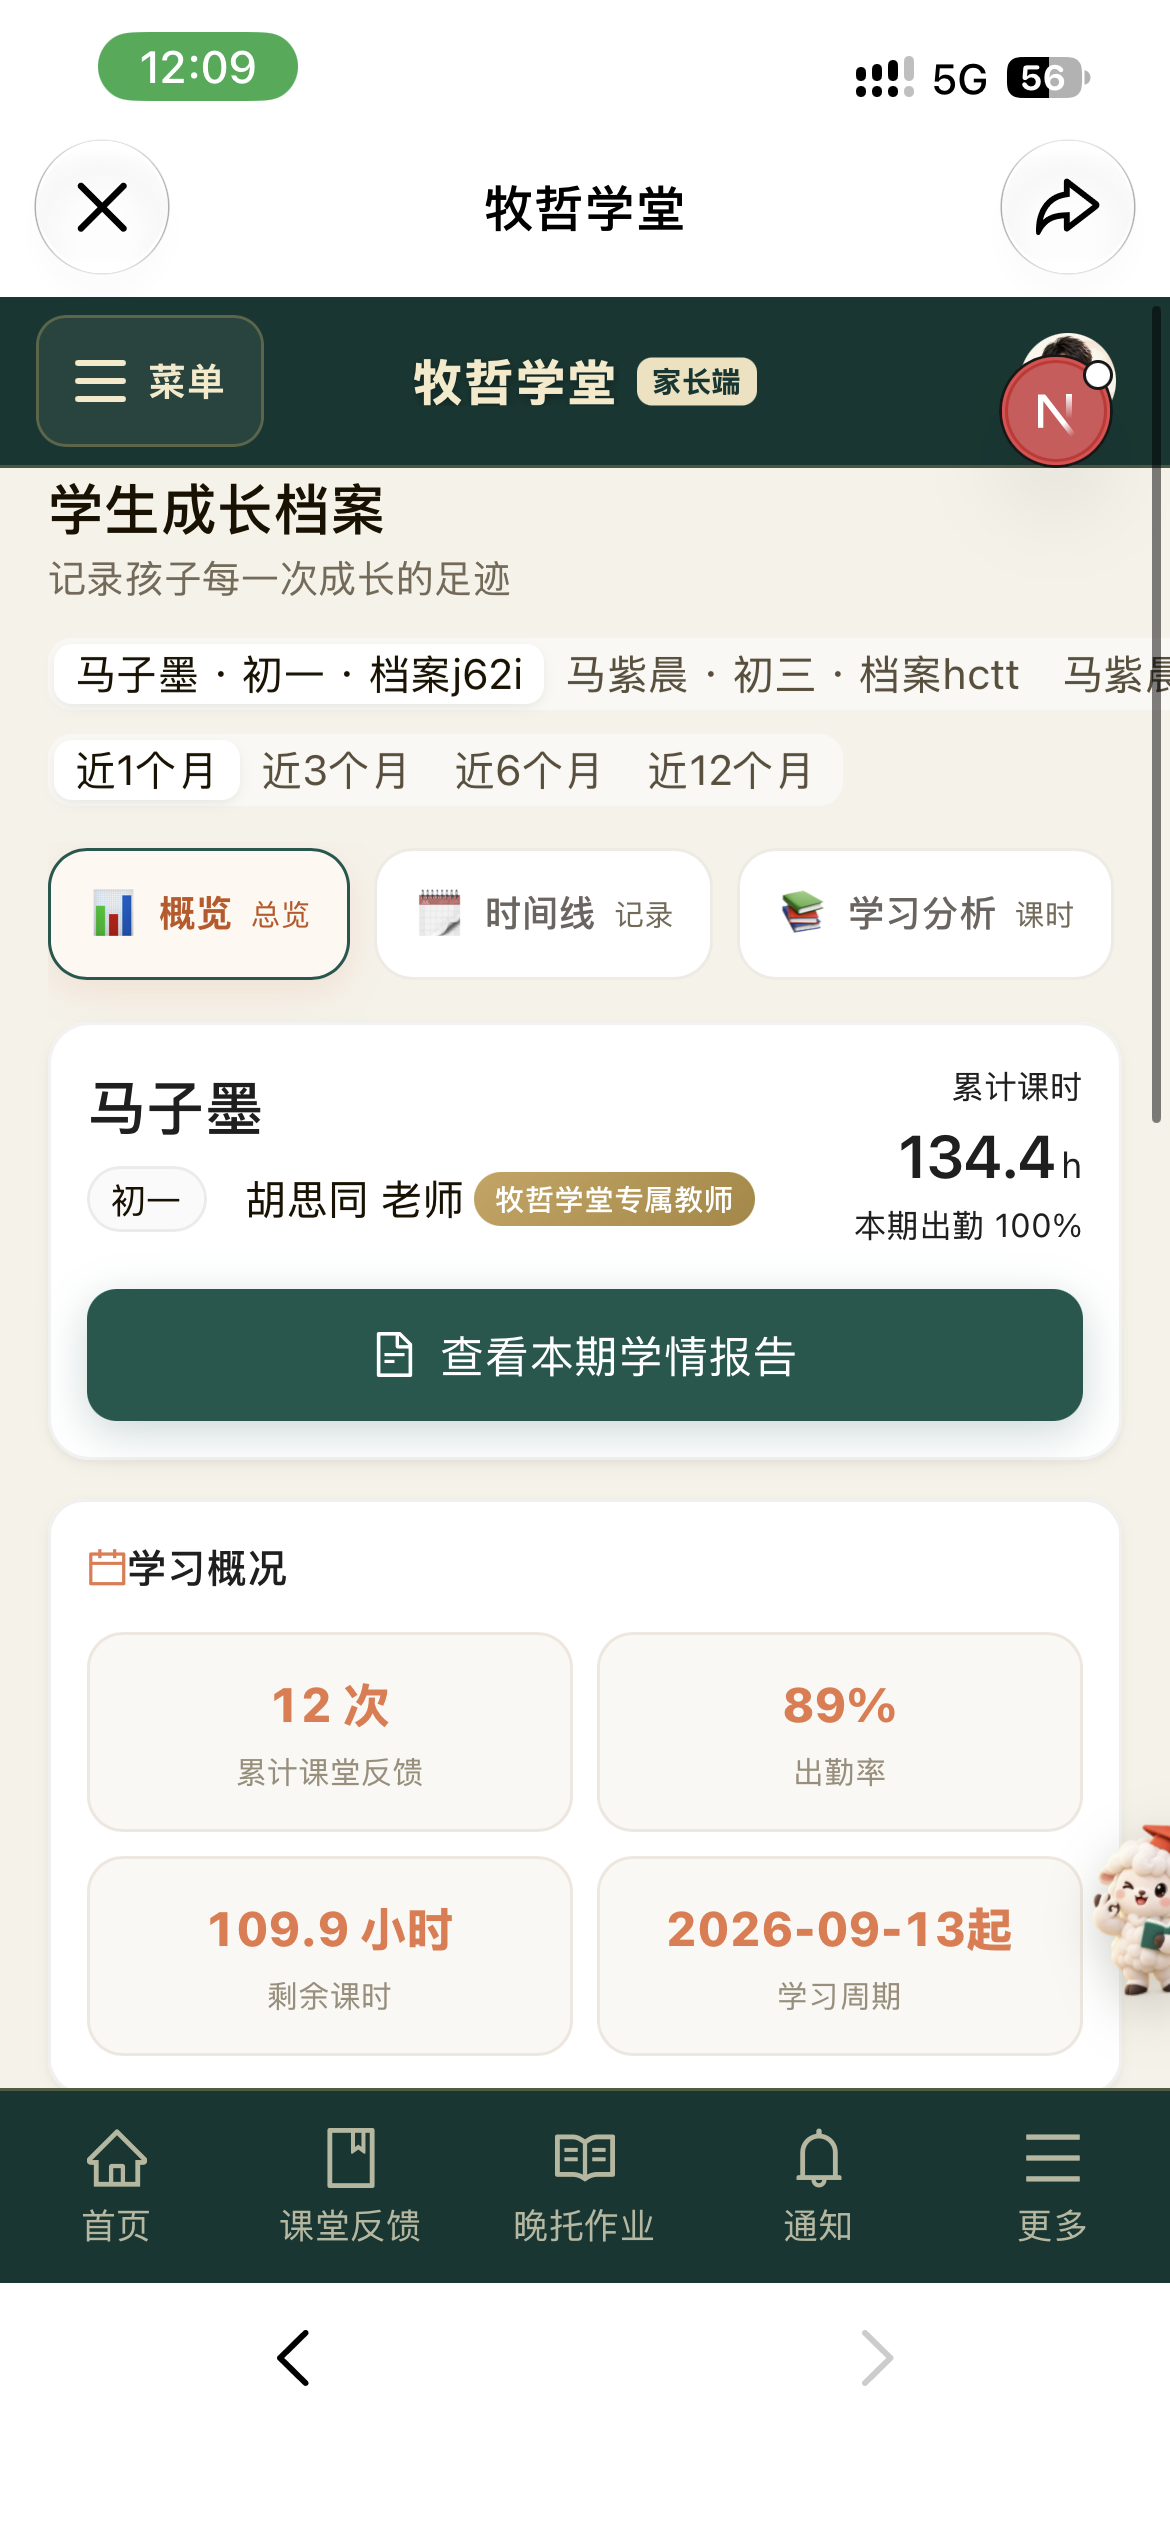 12:09
5G 56
牧哲学堂
菜单
牧哲学堂 家长端
N
学生成长档案
记录孩子每一次成长的足迹
马子墨 · 初一 · 档案j62i 马紫晨 · 初三 · 档案hctt 马紫晨
近1个月 近3个月 近6个月 近12个月
概览 总览 时间线 记录 学习分析 课时
马子墨
初一 胡思同 老师 牧哲学堂专属教师
累计课时
134.4 h
本期出勤 100%
查看本期学情报告
学习概况
12 次
累计课堂反馈
89%
出勤率
109.9 小时
剩余课时
2026-09-13起
学习周期
首页 课堂反馈 晚托作业 通知 更多